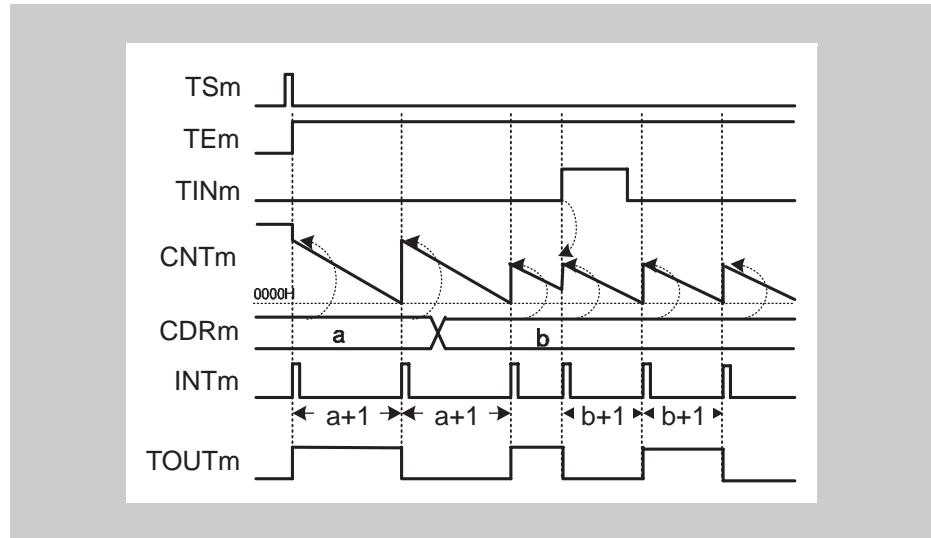 TSm
TEm
TINm
CNTm
0000H
CDRm
a
b
INTm
a+1
a+1
b+1
b+1
TOUTm